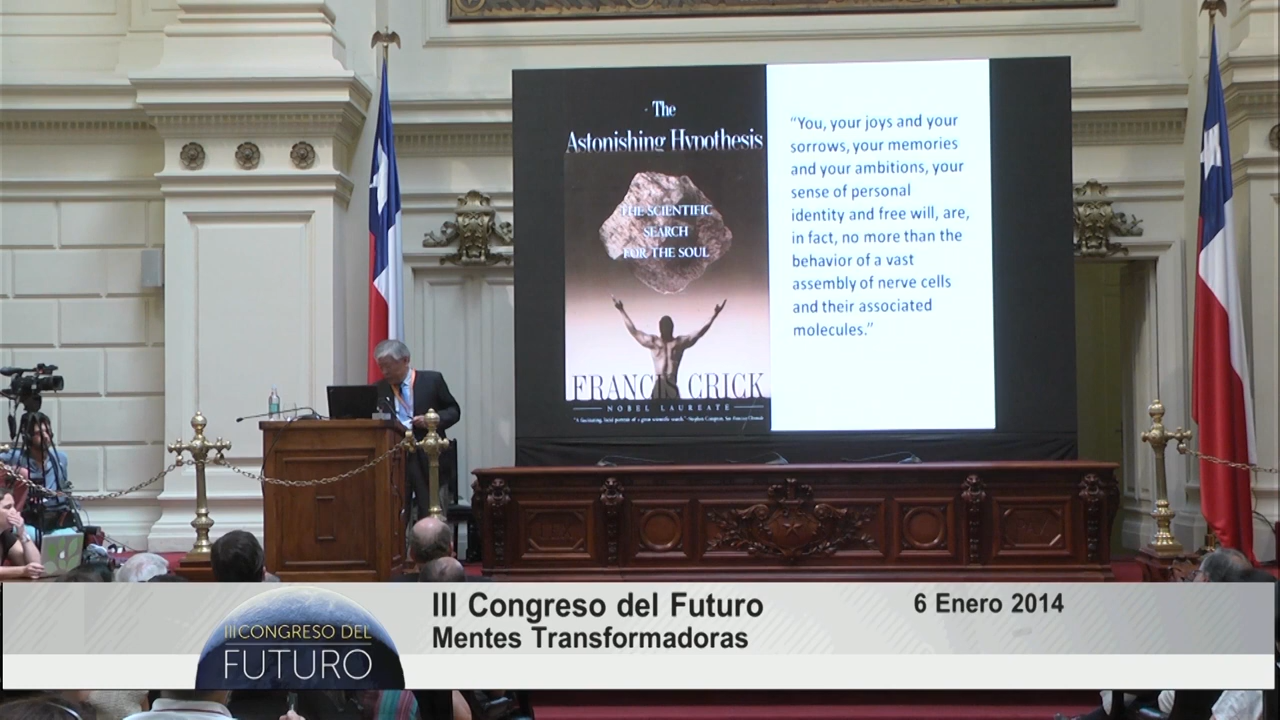 The
Astonishing Hypothesis
THE SCIENTIFIC
SEARCH
FOR THE SOUL
FRANCIS CRICK
NOBEL LAUREATE
“You, your joys and your
sorrows, your memories
and your ambitions, your
sense of personal
identity and free will, are,
in fact, no more than the
behavior of a vast
assembly of nerve cells
and their associated
molecules.”
III CONGRESO DEL
FUTURO
III Congreso del Futuro
Mentes Transformadoras
6 Enero 2014